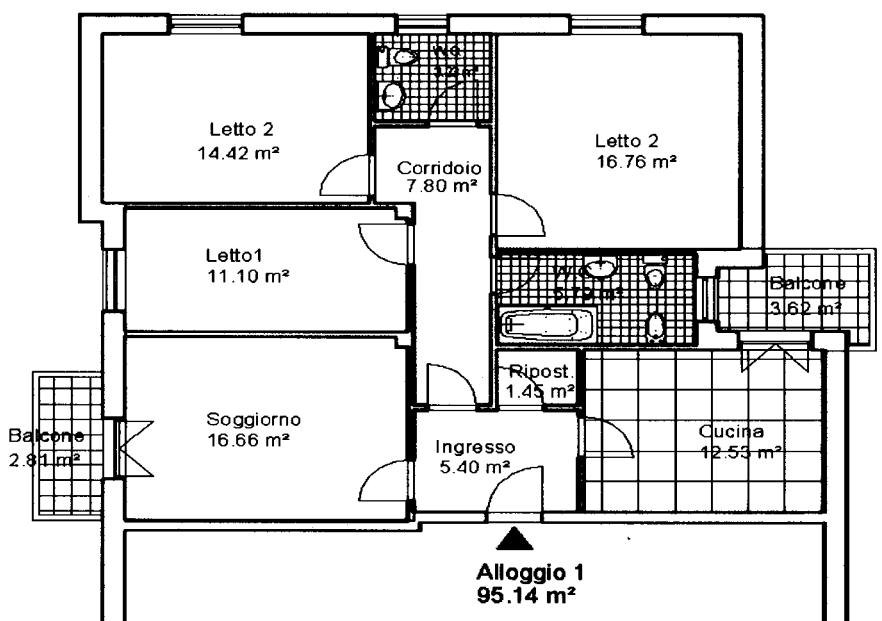 Letto 2
14.42 m²
Letto 2
16.76 m²
Corridoio
7.80 m²
Letto1
11.10 m²
Balcone
3.62 m²
Ripost.
1.45 m²
Soggiorno
16.66 m²
Balcone
2.81 m²
Ingresso
5.40 m²
Cucina
12.53 m²
Alloggio 1
95.14 m²